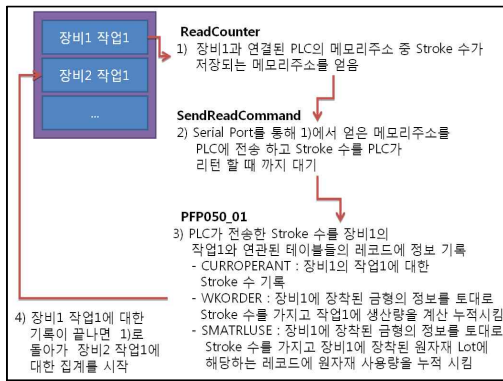 장비1 작업1
장비2 작업1
...
ReadCounter
1) 장비1과 연결된 PLC의 메모리주소 중 Stroke 수가
저장되는 메모리주소를 얻음
SendReadCommand
2) Serial Port를 통해 1)에서 얻은 메모리주소를
PLC에 전송 하고 Stroke 수를 PLC가
리턴 할 때 까지 대기
PFP050_01
3) PLC가 전송한 Stroke 수를 장비1의
작업1와 연관된 테이블들의 레코드에 정보 기록
- CURROPERANT : 장비1의 작업1에 대한
Stroke 수 기록
- WKORDER : 장비1에 장착된 금형의 정보를 토대로
Stroke 수를 가지고 작업1에 생산량을 계산 누적시킴
- SMATRLUSE : 장비1에 장착된 금형의 정보를 토대로
Stroke 수를 가지고 장비1에 장착된 원자재 Lot에
해당하는 레코드에 원자재 사용량을 누적 시킴
4) 장비1 작업1에 대한
기록이 끝나면 1)로
돌아가 장비2 작업1에
대한 집계를 시작